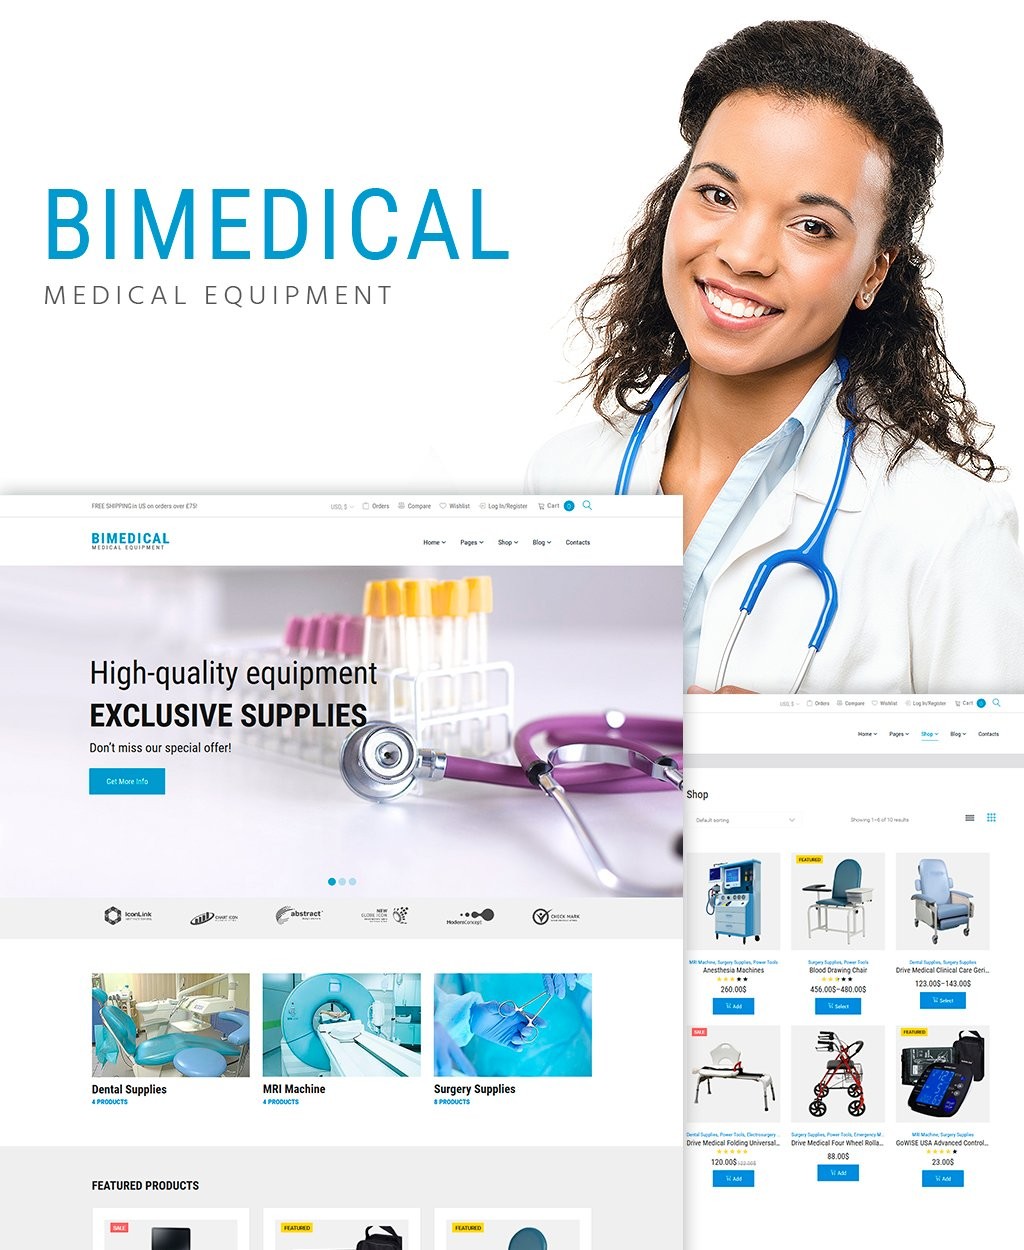 BIMEDICAL
MEDICAL EQUIPMENT
FREE SHIPPING in US on orders over £75!
USD, $
Orders
Compare
Wishlist
Log In/Register
Cart
0
BIMEDICAL
MEDICAL EQUIPMENT
Home
Pages
Shop
Blog
Contacts
High-quality equipment
EXCLUSIVE SUPPLIES
Don't miss our special offer!
Get More Info
IconLink
CHART ICON
abstract
NEW
GLOBE ICON
ModernConcept
CHECK MARK
Dental Supplies
4 PRODUCTS
MRI Machine
4 PRODUCTS
Surgery Supplies
8 PRODUCTS
FEATURED PRODUCTS
SALE
FEATURED
FEATURED
USD, $
Orders
Compare
Wishlist
Log In/Register
Cart
0
Home
Pages
Shop
Blog
Contacts
Shop
Default sorting
Showing 1–6 of 10 results
MRI Machine, Surgery Supplies, Power Tools
Anesthesia Machines
260.00$
Add
FEATURED
Surgery Supplies, Power Tools
Blood Drawing Chair
456.00$–480.00$
Select
Dental Supplies, Surgery Supplies
Drive Medical Clinical Care Geri...
123.00$–143.00$
Select
SALE
Dental Supplies, Power Tools, Electrosurgery ...
Drive Medical Folding Universal...
120.00$ 122.00$
Add
Surgery Supplies, Power Tools, Emergency M...
Drive Medical Four Wheel Rolla...
88.00$
Add
FEATURED
MRI Machine, Surgery Supplies
GoWISE USA Advanced Control...
23.00$
Add